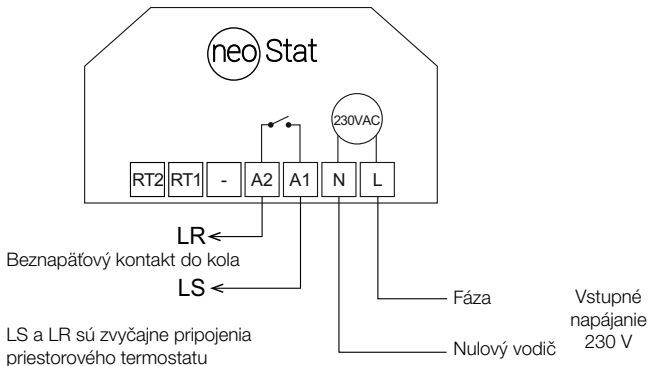 neo Stat
230VAC
RT2 RT1 - A2 A1 N L
LR
Beznapäťový kontakt do kola
LS
LS a LR sú zvyčajne pripojenia
priestorového termostatu
Fáza
Nulový vodič
Vstupné
napájanie
230 V